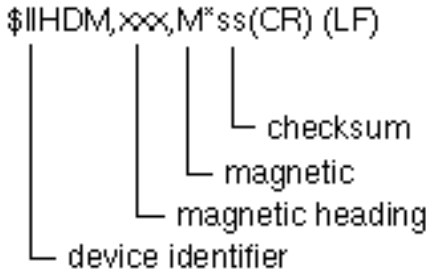 $IIHDM,xxx,M*ss(CR) (LF)
checksum
magnetic
magnetic heading
device identifier